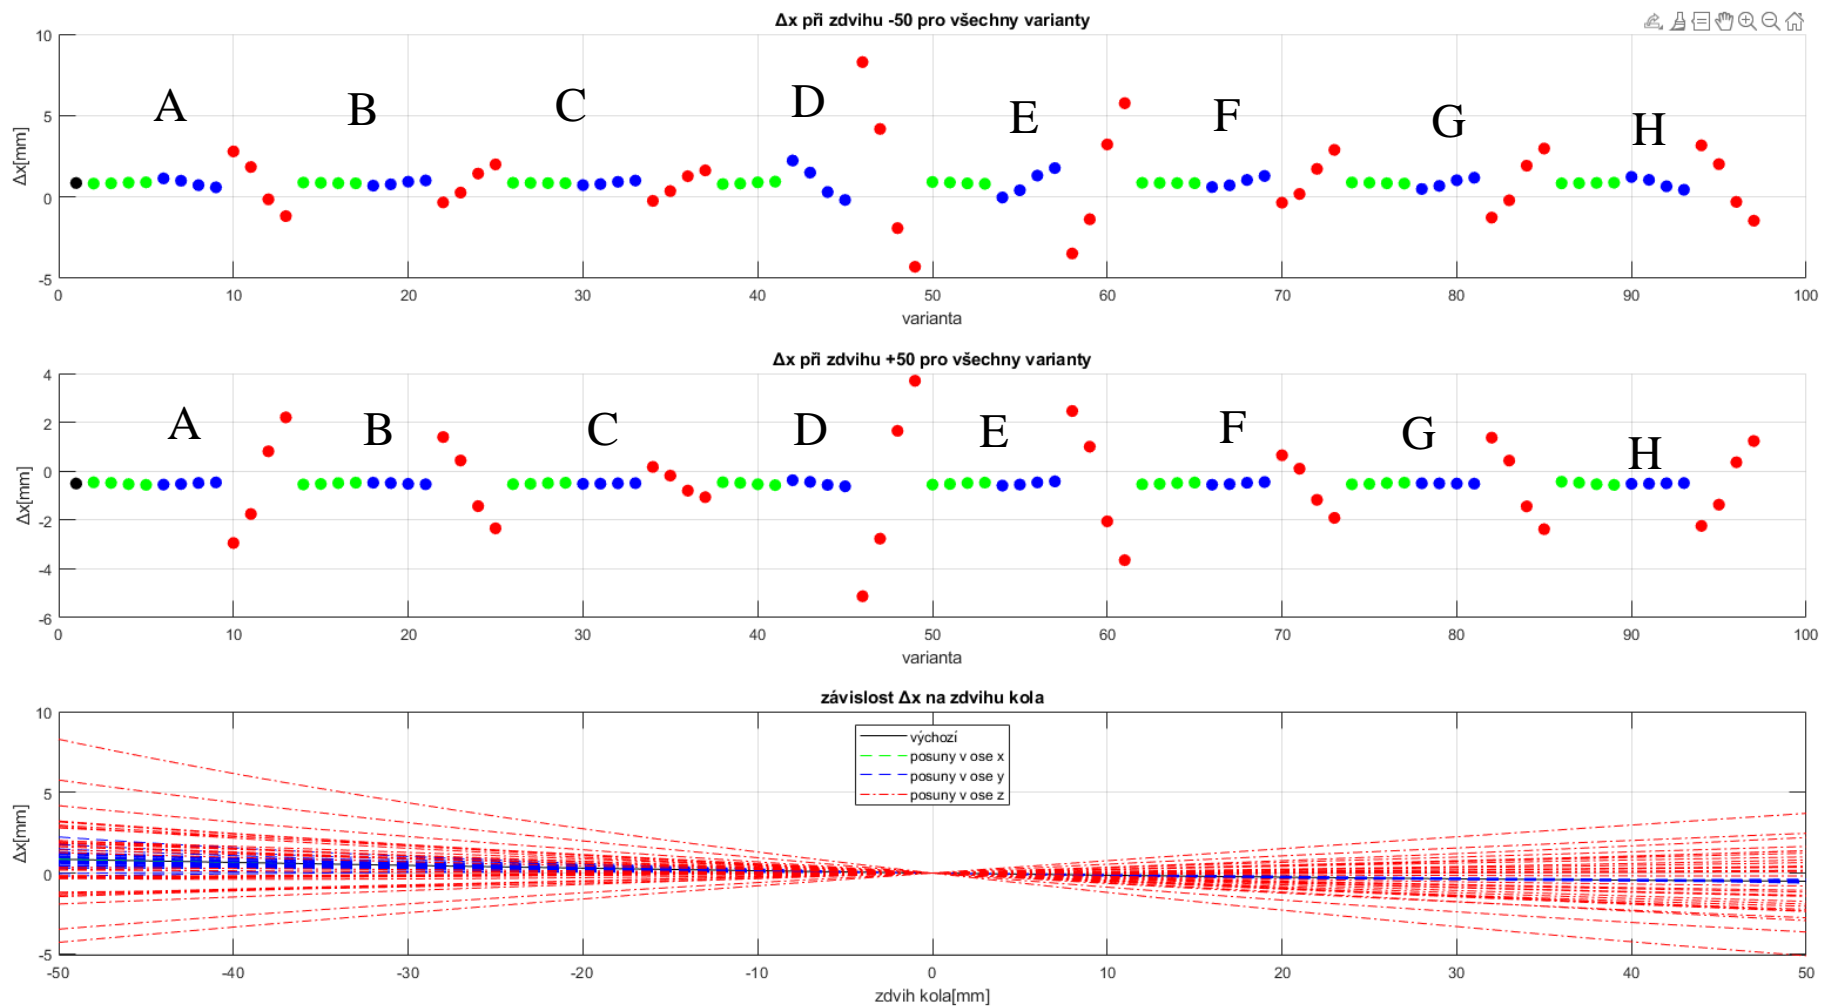 Δx při zdvihu -50 pro všechny varianty
10
5
0
-5
Δx[mm]
A
B
C
D
E
F
G
H
0 10 20 30 40 50 60 70 80 90 100
varianta
Δx při zdvihu +50 pro všechny varianty
4
2
0
-2
-4
-6
Δx[mm]
A
B
C
D
E
F
G
H
0 10 20 30 40 50 60 70 80 90 100
varianta
závislost Δx na zdvihu kola
10
5
0
-5
Δx[mm]
výchozí
posuny v ose x
posuny v ose y
posuny v ose z
-50 -40 -30 -20 -10 0 10 20 30 40 50
zdvih kola[mm]